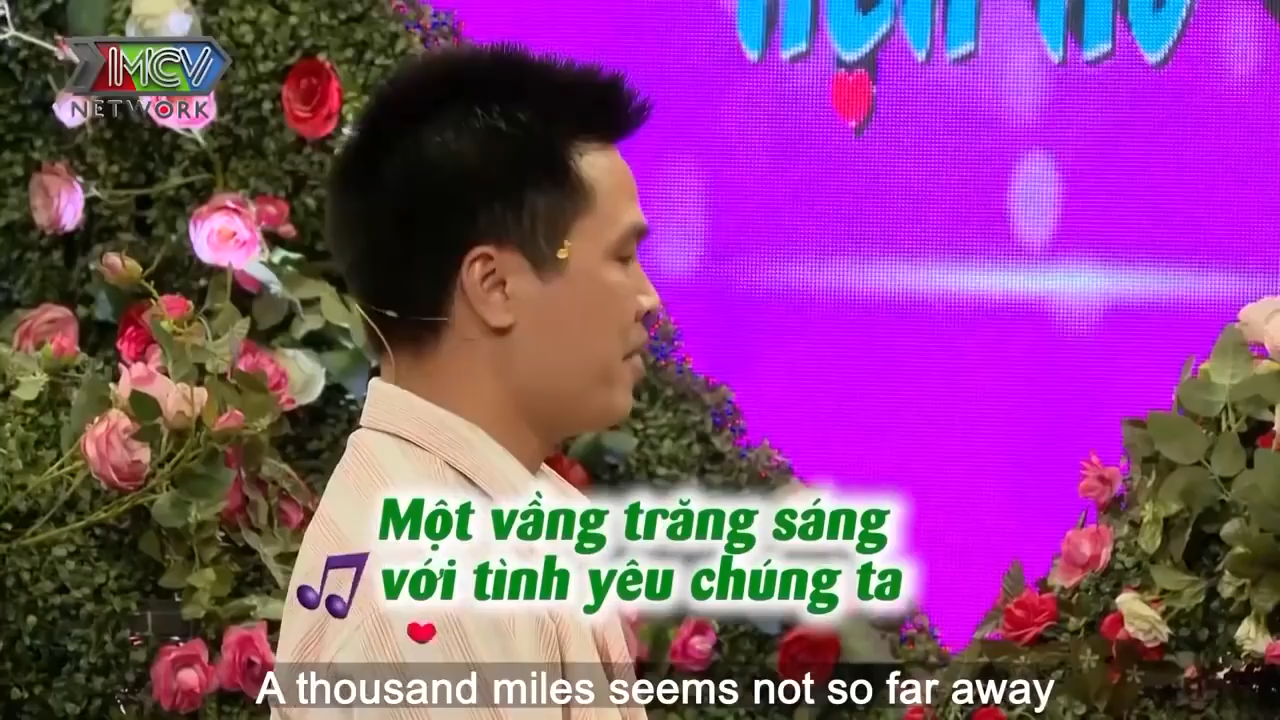 MCV
NETWORK
Một vầng trăng sáng
với tình yêu chúng ta
A thousand miles seems not so far away